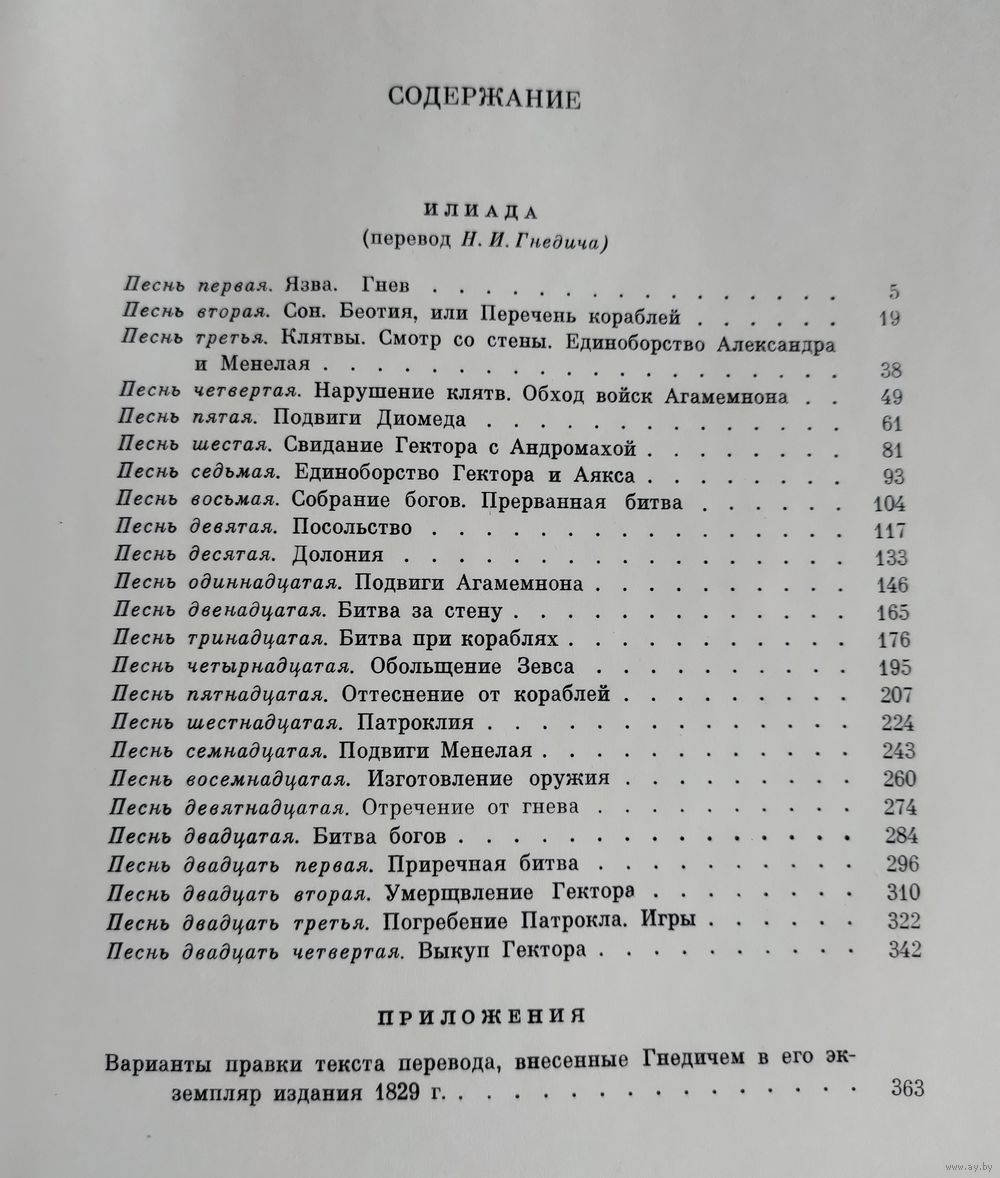 СОДЕРЖАНИЕ
ИЛИАДА
(перевод Н. И. Гнедича)
Песнь первая. Язва. Гнев . . . . . . . . . . . . . . . . 5
Песнь вторая. Сон. Беотия, или Перечень кораблей . . . . . . 19
Песнь третья. Клятвы. Смотр со стены. Единоборство Александра
и Менелая . . . . . . . . . . . . . . . . . . . . 38
Песнь четвертая. Нарушение клятв. Обход войск Агамемнона . . 49
Песнь пятая. Подвиги Диомеда . . . . . . . . . . . . . . 61
Песнь шестая. Свидание Гектора с Андромахой . . . . . . . . 81
Песнь седьмая. Единоборство Гектора и Аякса . . . . . . . . 93
Песнь восьмая. Собрание богов. Прерванная битва . . . . . . 104
Песнь девятая. Посольство . . . . . . . . . . . . . . . . 117
Песнь десятая. Долония . . . . . . . . . . . . . . . . . 133
Песнь одиннадцатая. Подвиги Агамемнона . . . . . . . . . . 146
Песнь двенадцатая. Битва за стену . . . . . . . . . . . . . 165
Песнь тринадцатая. Битва при кораблях . . . . . . . . . . . 176
Песнь четырнадцатая. Обольщение Зевса . . . . . . . . . . 195
Песнь пятнадцатая. Оттеснение от кораблей . . . . . . . . . 207
Песнь шестнадцатая. Патроклия . . . . . . . . . . . . . . 224
Песнь семнадцатая. Подвиги Менелая . . . . . . . . . . . . 243
Песнь восемнадцатая. Изготовление оружия . . . . . . . . . 260
Песнь девятнадцатая. Отречение от гнева . . . . . . . . . . 274
Песнь двадцатая. Битва богов . . . . . . . . . . . . . . . 284
Песнь двадцать первая. Приречная битва . . . . . . . . . . 296
Песнь двадцать вторая. Умерщвление Гектора . . . . . . . . 310
Песнь двадцать третья. Погребение Патрокла. Игры . . . . . . 322
Песнь двадцать четвертая. Выкуп Гектора . . . . . . . . . . 342
ПРИЛОЖЕНИЯ
Варианты правки текста перевода, внесенные Гнедичем в его эк-
земпляр издания 1829 г. . . . . . . . . . . . . . . . 363
www.ay.by